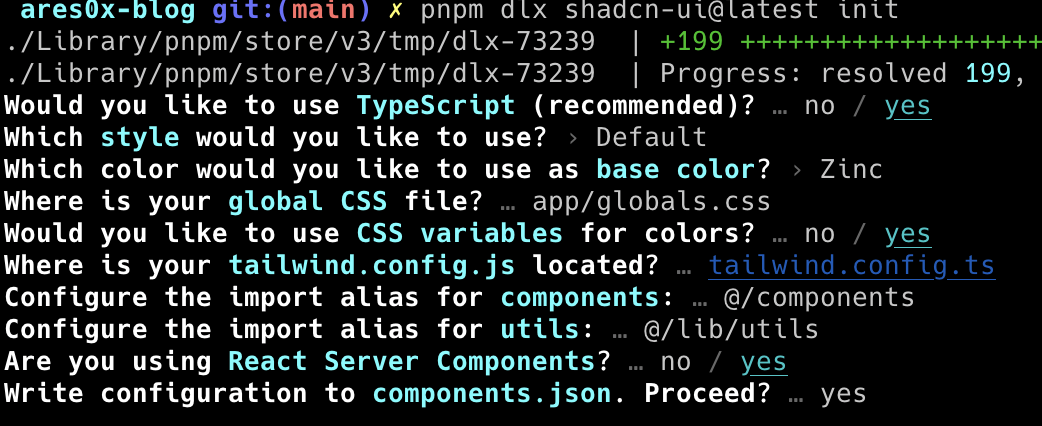 ares0x-blog git:(main) ✗ pnpm dlx shadcn-ui@latest init
./Library/pnpm/store/v3/tmp/dlx-73239 | +199 +++++++++++++++++++
./Library/pnpm/store/v3/tmp/dlx-73239 | Progress: resolved 199,
Would you like to use TypeScript (recommended)? … no / yes
Which style would you like to use? › Default
Which color would you like to use as base color? › Zinc
Where is your global CSS file? … app/globals.css
Would you like to use CSS variables for colors? … no / yes
Where is your tailwind.config.js located? … tailwind.config.ts
Configure the import alias for components: … @/components
Configure the import alias for utils: … @/lib/utils
Are you using React Server Components? … no / yes
Write configuration to components.json. Proceed? … yes